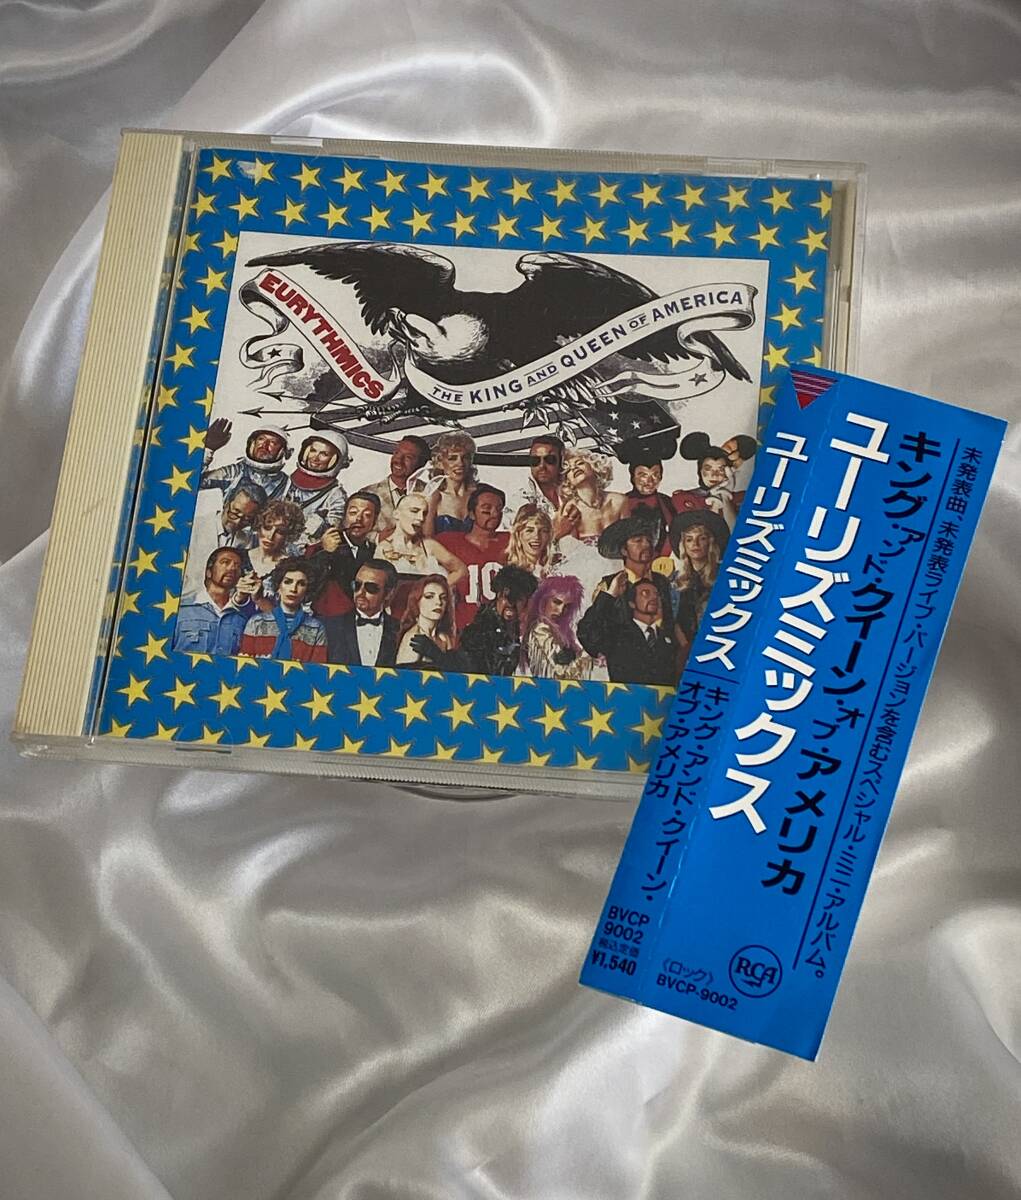 EURYTHMICS
THE KING AND QUEEN OF AMERICA
10
未発表曲、未発表ライブ・バージョンを含むスペシャル・ミニ・アルバム。
キング・アンド・クイーン・オブ・アメリカ
ユーリズミックス
ユーリズミックス
キング・アンド・クイーン・
オブ・アメリカ
BVCP
9002
税込定価
¥1,540
〈ロック〉
BVCP-9002
RCA